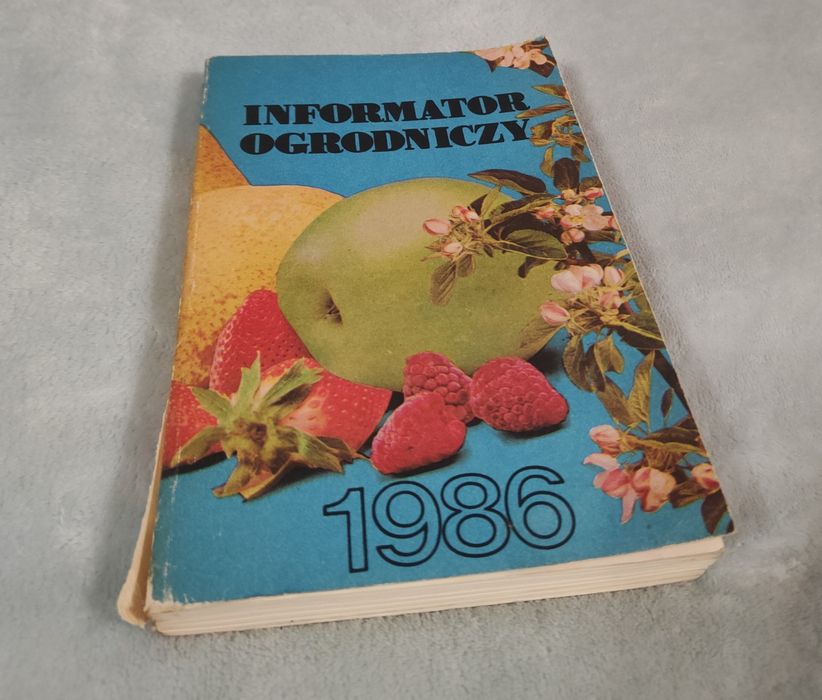 INFORMATOR
OGRODNICZY
1986